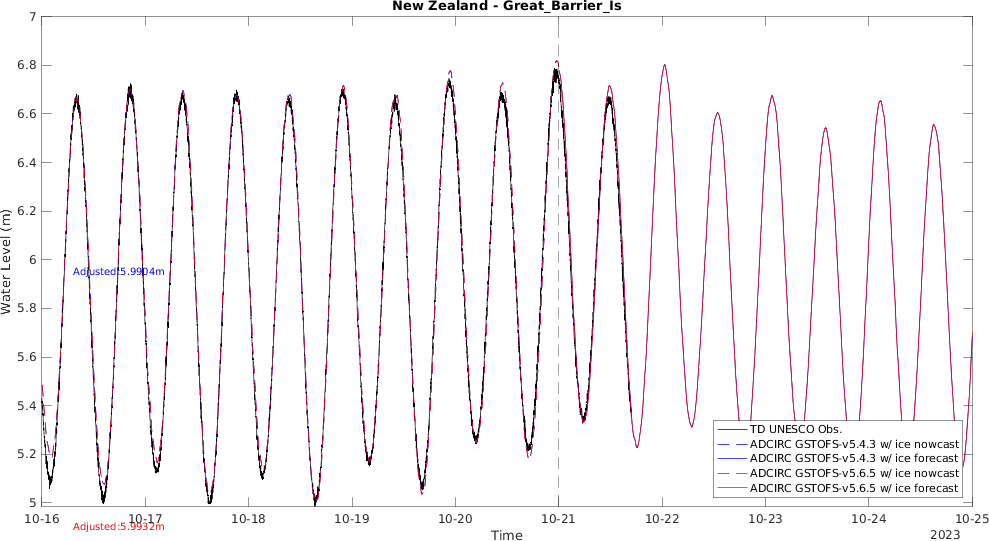 New Zealand - Great_Barrier_Is
7
6.8
6.6
6.4
6.2
6
5.8
5.6
5.4
5.2
5
Water Level (m)
Adjusted:5.9904m
Adjusted:5.9932m
TD UNESCO Obs.
ADCIRC GSTOFS-v5.4.3 w/ ice nowcast
ADCIRC GSTOFS-v5.4.3 w/ ice forecast
ADCIRC GSTOFS-v5.6.5 w/ ice nowcast
ADCIRC GSTOFS-v5.6.5 w/ ice forecast
10-16 10-17 10-18 10-19 10-20 10-21 10-22 10-23 10-24 10-25
Time
2023